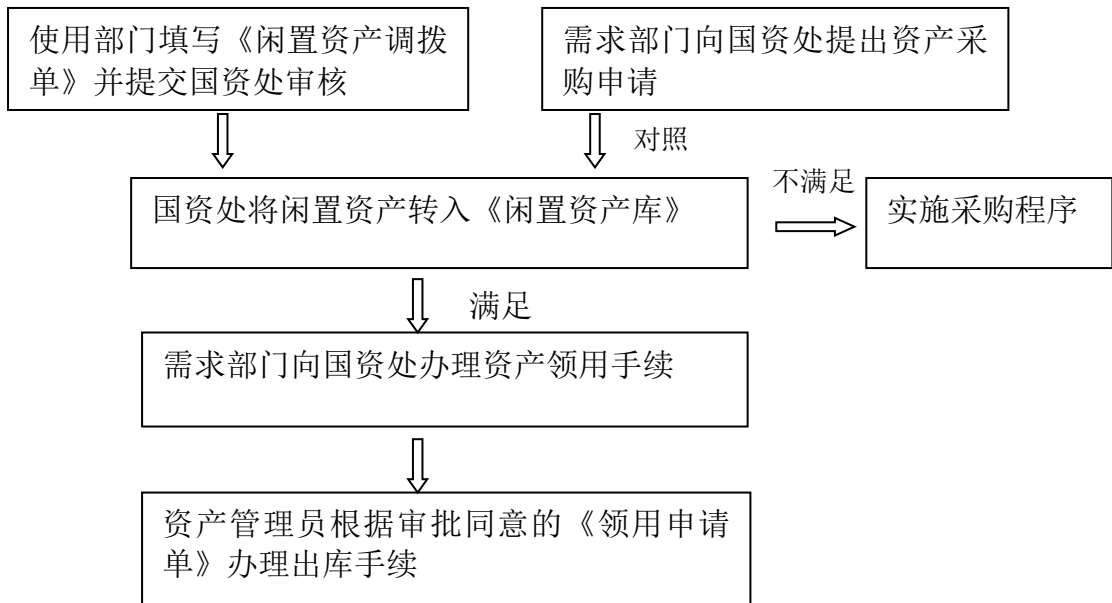 使用部门填写《闲置资产调拨
单》并提交国资处审核
需求部门向国资处提出资产采
购申请
对照
国资处将闲置资产转入《闲置资产库》
不满足
实施采购程序
满足
需求部门向国资处办理资产领用手续
资产管理员根据审批同意的《领用申请
单》办理出库手续